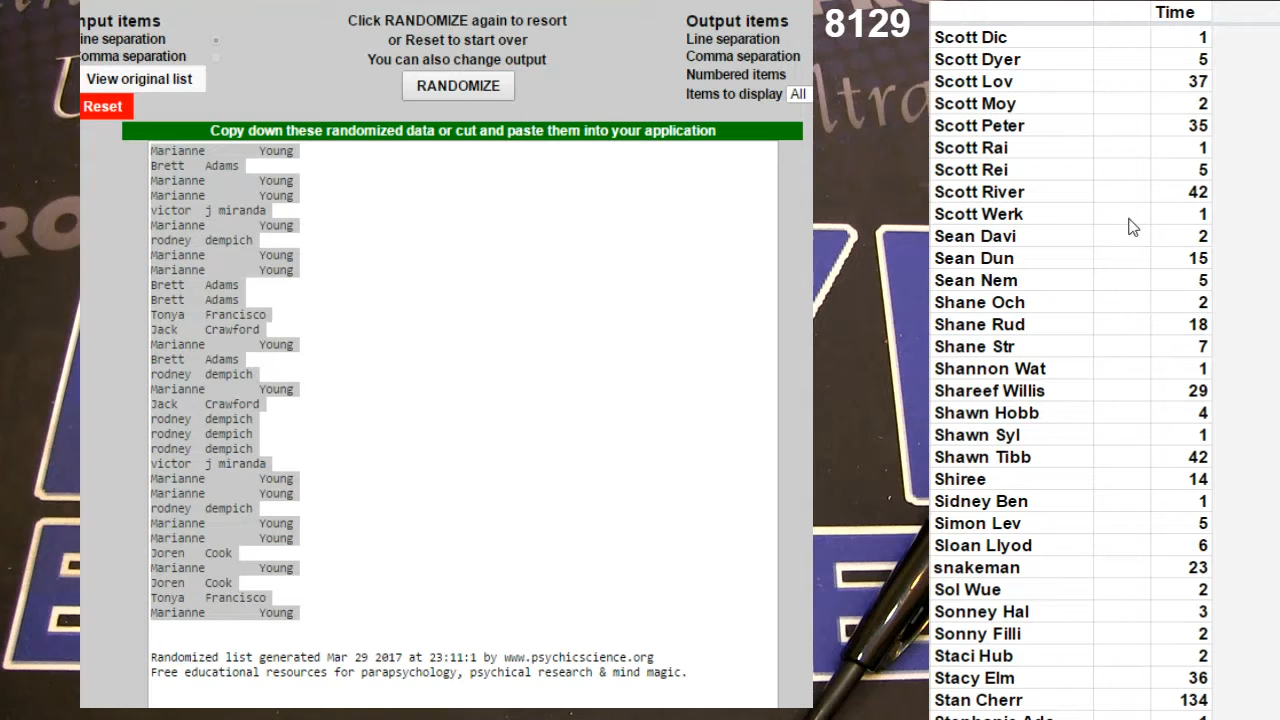 nput items
ine separation
omma separation
View original list
Reset
Click RANDOMIZE again to resort
or Reset to start over
You can also change output
RANDOMIZE
Output items
Line separation
Comma separation
Numbered items
Items to display All
8129
Copy down these randomized data or cut and paste them into your application
Marianne Young
Brett Adams
Marianne Young
Marianne Young
victor j miranda
Marianne Young
rodney dempich
Marianne Young
Marianne Young
Brett Adams
Brett Adams
Tonya Francisco
Jack Crawford
Marianne Young
Brett Adams
rodney dempich
Marianne Young
Jack Crawford
rodney dempich
rodney dempich
rodney dempich
victor j miranda
Marianne Young
Marianne Young
rodney dempich
Marianne Young
Marianne Young
Joren Cook
Marianne Young
Joren Cook
Tonya Francisco
Marianne Young
Randomized list generated Mar 29 2017 at 23:11:1 by www.psychicscience.org
Free educational resources for parapsychology, psychical research & mind magic.
Time
Scott Dic 1
Scott Dyer 5
Scott Lov 37
Scott Moy 2
Scott Peter 35
Scott Rai 1
Scott Rei 5
Scott River 42
Scott Werk 1
Sean Davi 2
Sean Dun 15
Sean Nem 5
Shane Och 2
Shane Rud 18
Shane Str 7
Shannon Wat 1
Shareef Willis 29
Shawn Hobb 4
Shawn Syl 1
Shawn Tibb 42
Shiree 14
Sidney Ben 1
Simon Lev 5
Sloan Llyod 6
snakeman 23
Sol Wue 2
Sonney Hal 3
Sonny Filli 2
Staci Hub 2
Stacy Elm 36
Stan Cherr 134